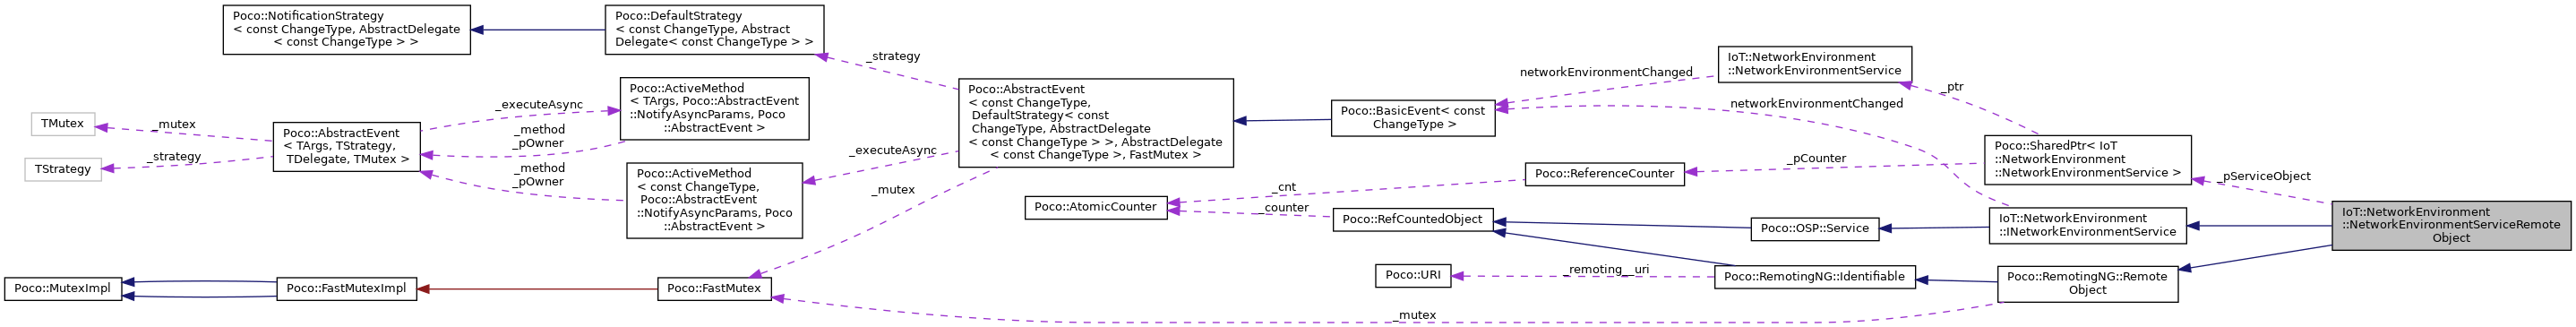 Poco::NotificationStrategy
< const ChangeType, AbstractDelegate
< const ChangeType > >
Poco::DefaultStrategy
< const ChangeType, Abstract
Delegate< const ChangeType > >
_strategy
Poco::ActiveMethod
< TArgs, Poco::AbstractEvent
::NotifyAsyncParams, Poco
::AbstractEvent >
_executeAsync
_method
_pOwner
TMutex
_mutex
TStrategy
_strategy
Poco::AbstractEvent
< TArgs, TStrategy,
TDelegate, TMutex >
_method
_pOwner
Poco::ActiveMethod
< const ChangeType,
Poco::AbstractEvent
::NotifyAsyncParams, Poco
::AbstractEvent >
_executeAsync
_mutex
Poco::AbstractEvent
< const ChangeType,
DefaultStrategy< const
ChangeType, AbstractDelegate
< const ChangeType > >, AbstractDelegate
< const ChangeType >, FastMutex >
Poco::BasicEvent< const
ChangeType >
networkEnvironmentChanged
networkEnvironmentChanged
IoT::NetworkEnvironment
::NetworkEnvironmentService
_ptr
Poco::SharedPtr< IoT
::NetworkEnvironment
::NetworkEnvironmentService >
_pCounter
Poco::ReferenceCounter
_cnt
_counter
Poco::AtomicCounter
Poco::RefCountedObject
Poco::OSP::Service
IoT::NetworkEnvironment
::INetworkEnvironmentService
_pServiceObject
IoT::NetworkEnvironment
::NetworkEnvironmentServiceRemote
Object
Poco::URI
_remoting__uri
Poco::RemotingNG::Identifiable
Poco::RemotingNG::Remote
Object
Poco::MutexImpl
Poco::FastMutexImpl
Poco::FastMutex
_mutex